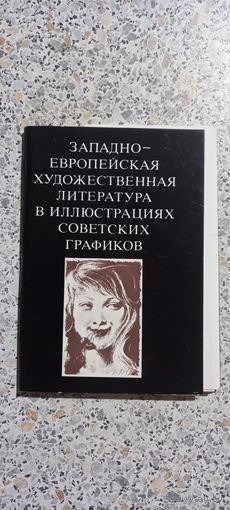 ЗАПАДНО–
ЕВРОПЕЙСКАЯ
ХУДОЖЕСТВЕННАЯ
ЛИТЕРАТУРА
В ИЛЛЮСТРАЦИЯХ
СОВЕТСКИХ
ГРАФИКОВ